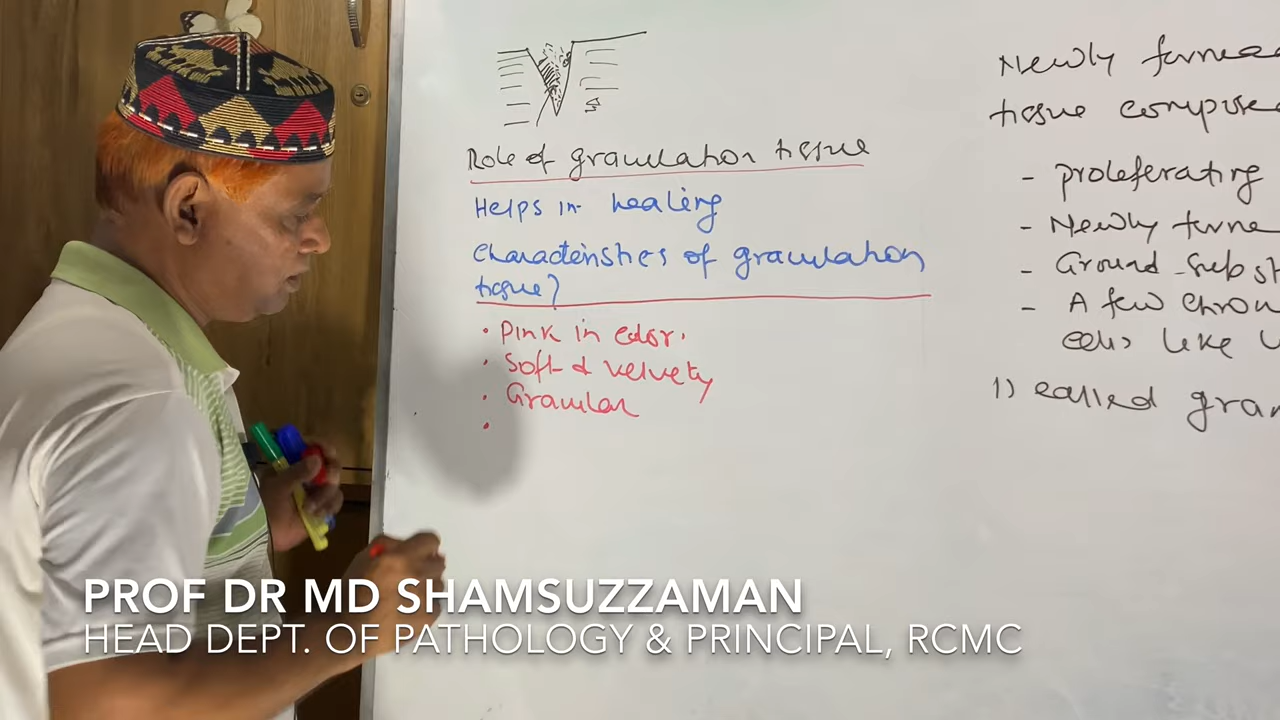 Role of granulation tissue
Helps in healing
characteristics of granulation
tissue?
• Pink in color.
• Soft & velvety
• Granular
•
Newly formed
tissue compose
- proleferating
- Newly forme
- Ground subst
- A few chron
cells like
1) called gran
PROF DR MD SHAMSUZZAMAN
HEAD DEPT. OF PATHOLOGY & PRINCIPAL, RCMC